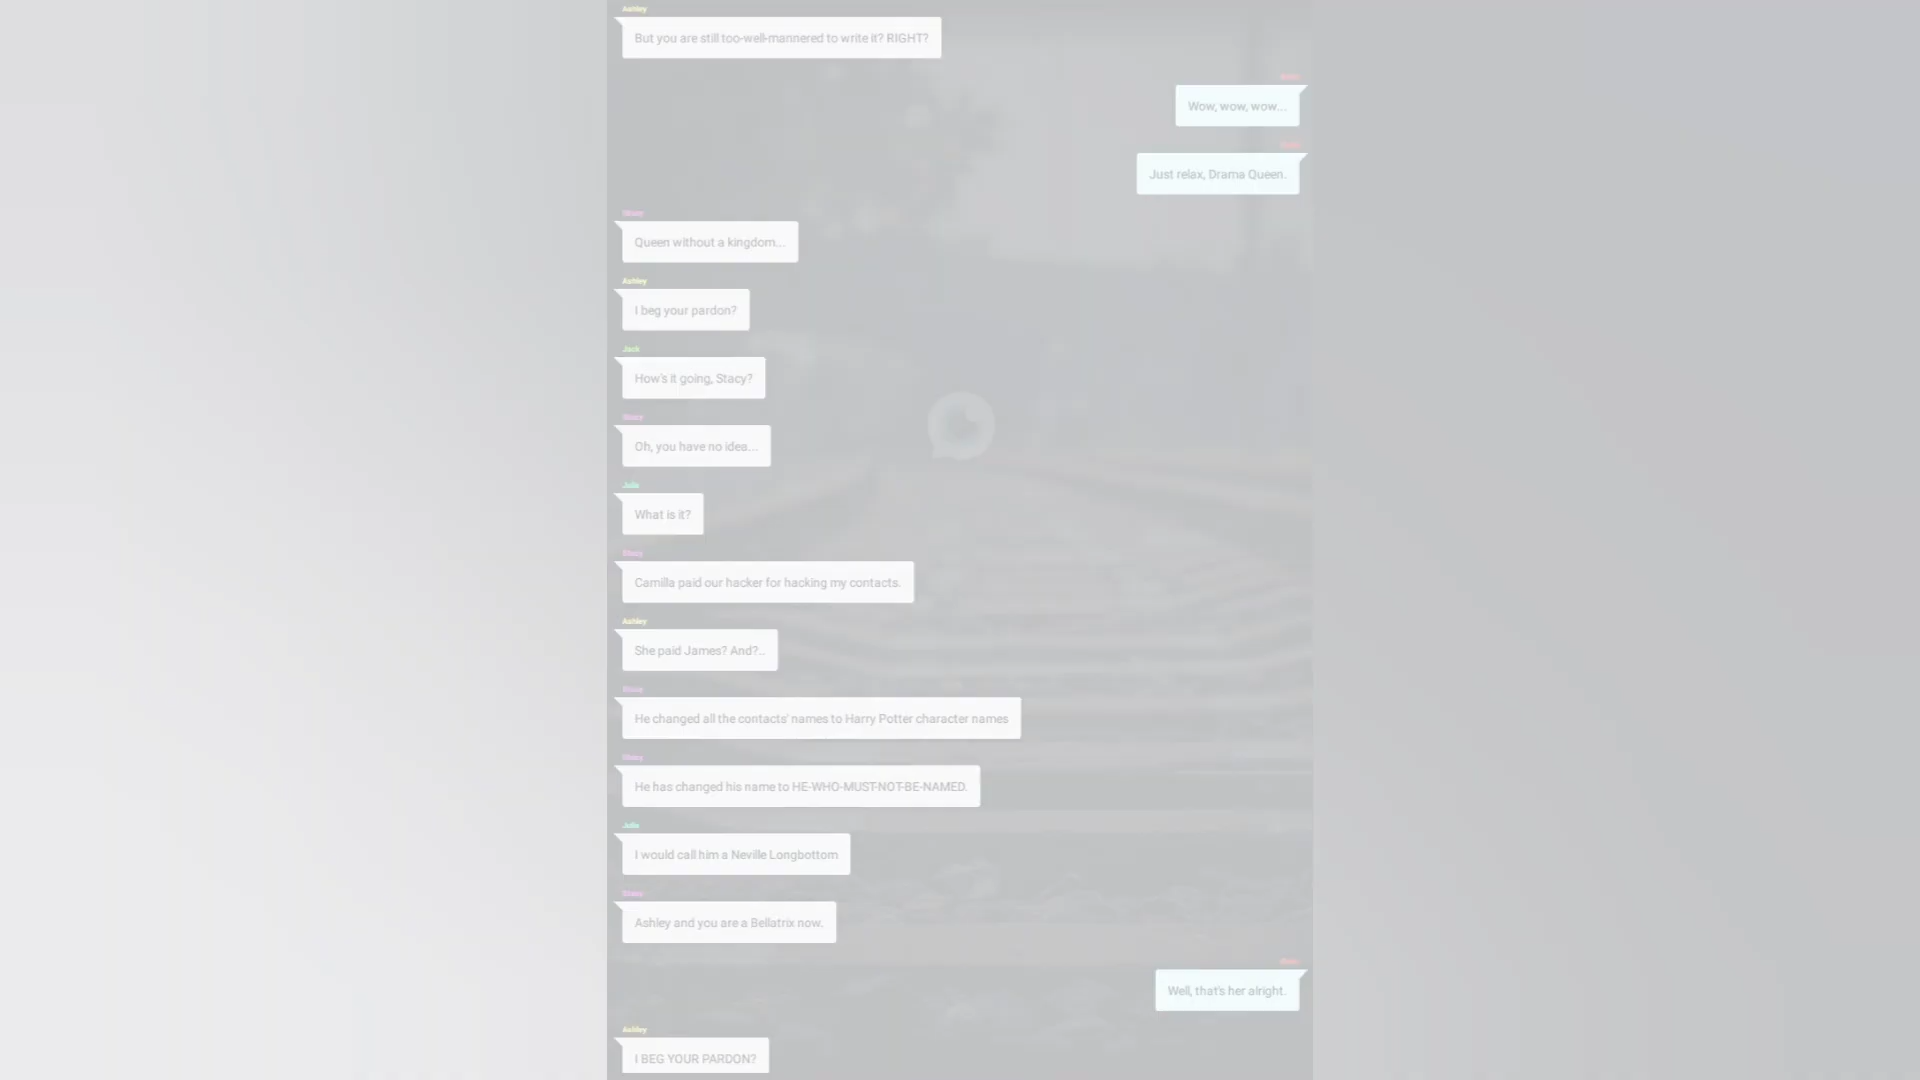 Ashley
But you are still too-well-mannered to write it? RIGHT?
Wow, wow, wow...
Just relax, Drama Queen.
Stacy
Queen without a kingdom...
Ashley
I beg your pardon?
Jack
How's it going, Stacy?
Stacy
Oh, you have no idea...
Julia
What is it?
Stacy
Camilla paid our hacker for hacking my contacts.
Ashley
She paid James? And?..
Stacy
He changed all the contacts' names to Harry Potter character names
Stacy
He has changed his name to HE-WHO-MUST-NOT-BE-NAMED.
Julia
I would call him a Neville Longbottom
Stacy
Ashley and you are a Bellatrix now.
Well, that's her alright.
Ashley
I BEG YOUR PARDON?